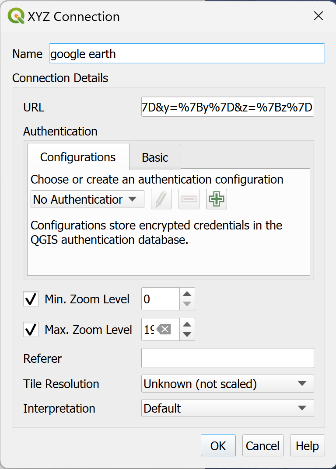 XYZ Connection
Name google earth
Connection Details
URL 7D&y=%7By%7D&z=%7Bz%7D
Authentication
Configurations Basic
Choose or create an authentication configuration
No Authentication
Configurations store encrypted credentials in the
QGIS authentication database.
Min. Zoom Level 0
Max. Zoom Level 19
Referer
Tile Resolution Unknown (not scaled)
Interpretation Default
OK Cancel Help